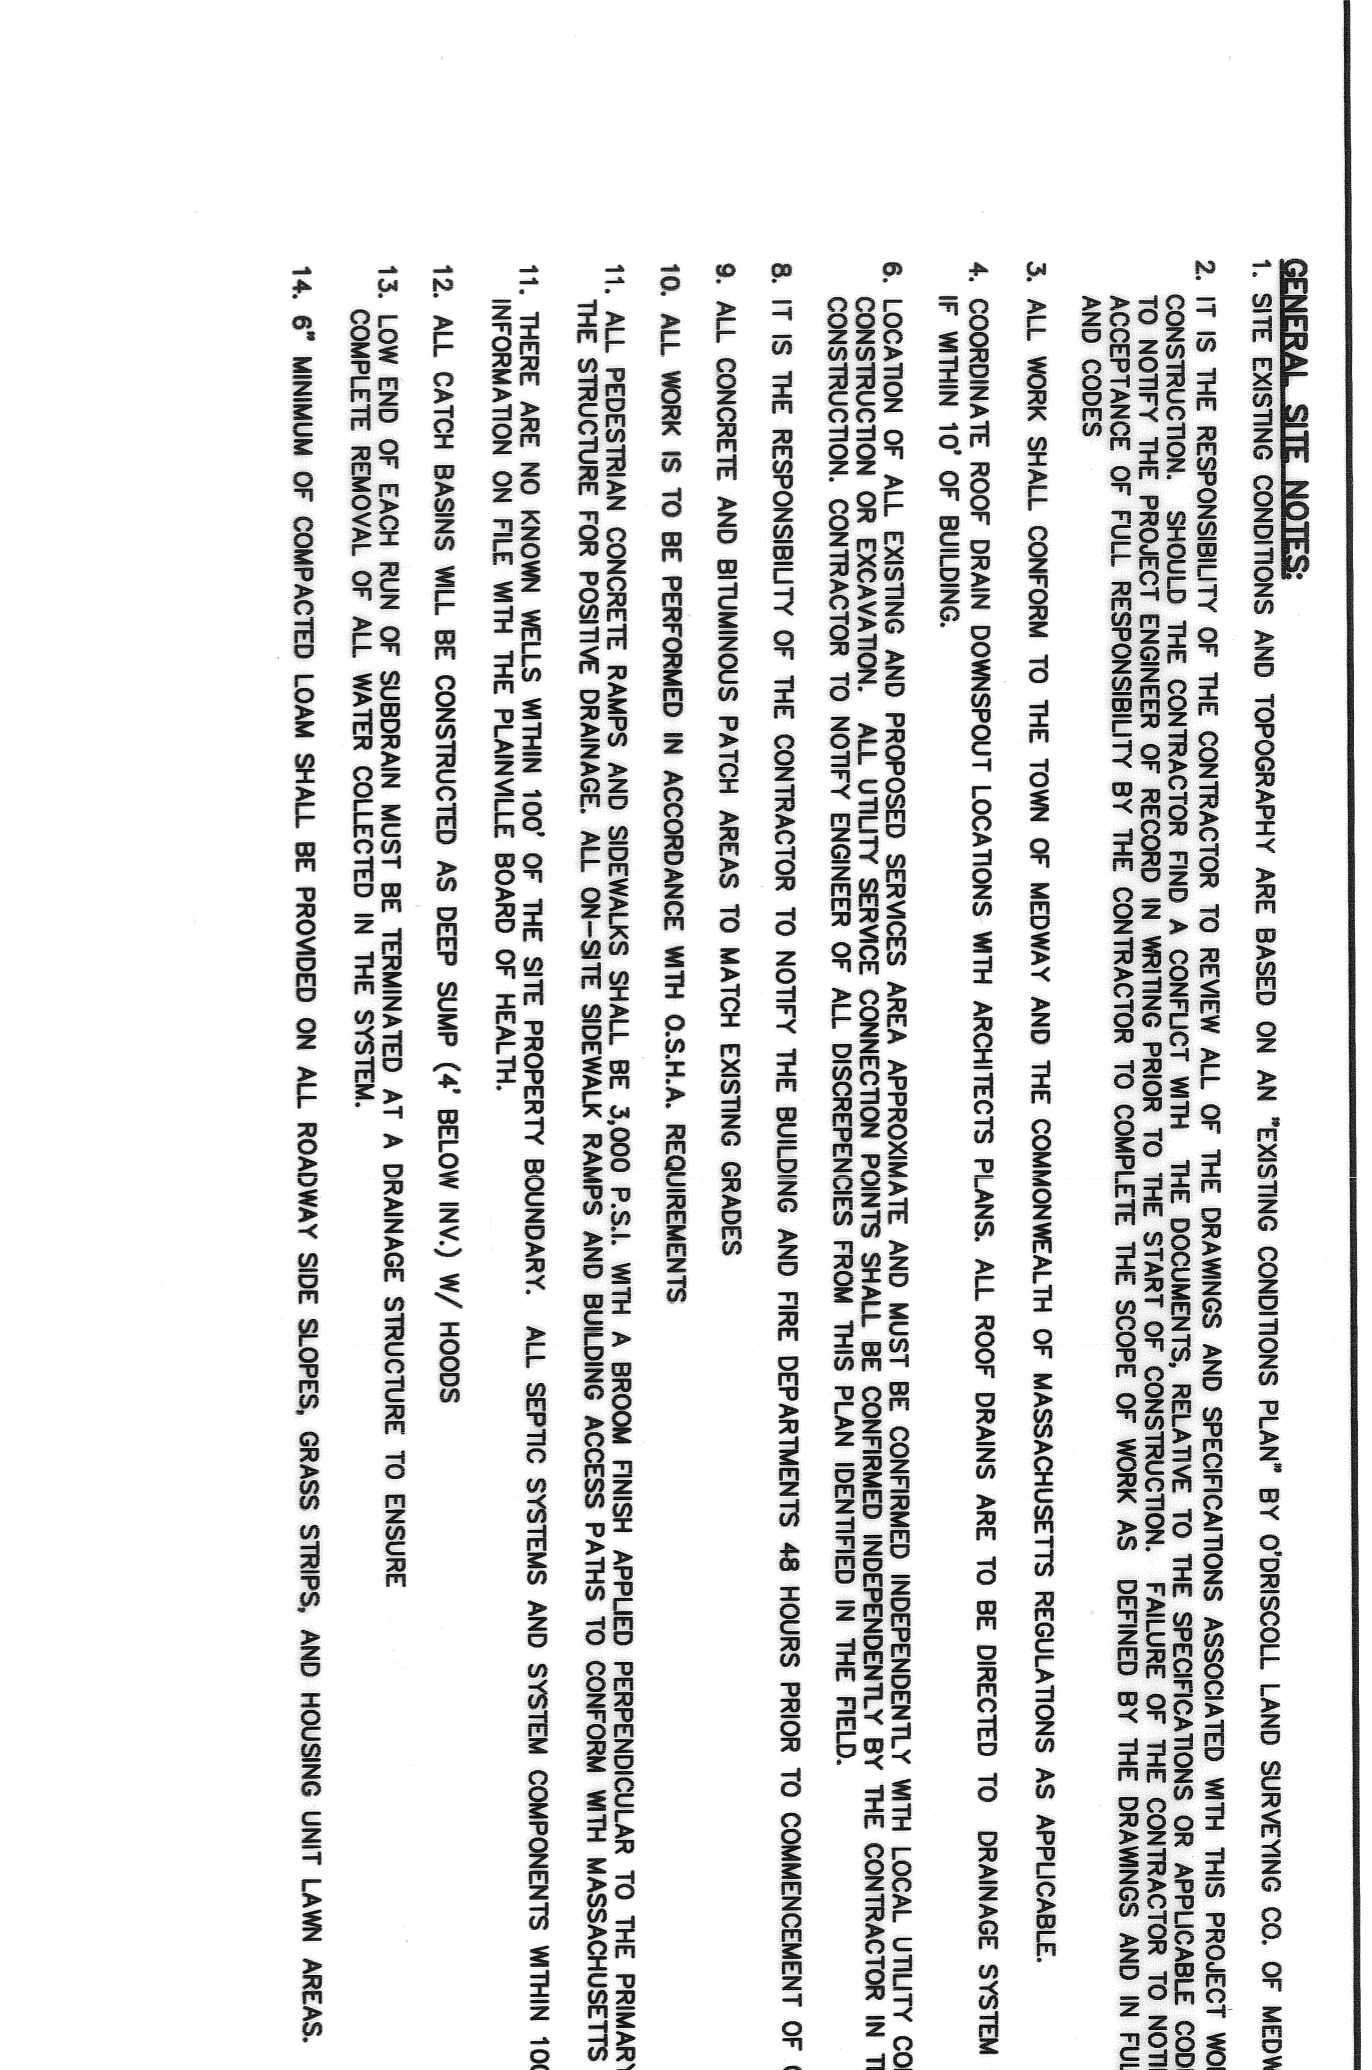 GENERAL SITE NOTES:
1. SITE EXISTING CONDITIONS AND TOPOGRAPHY ARE BASED ON AN "EXISTING CONDITIONS PLAN" BY O'DRISCOLL LAND SURVEYING CO. OF
2. IT IS THE RESPONSIBILITY OF THE CONTRACTOR TO REVIEW ALL OF THE DRAWINGS AND SPECIFICAITIONS ASSOCIATED WITH THIS PROJECT
CONSTRUCTION. SHOULD THE CONTRACTOR FIND A CONFLICT WITH THE DOCUMENTS, RELATIVE TO THE SPECIFICATIONS OR APPLICABLE
TO NOTIFY THE PROJECT ENGINEER OF RECORD IN WRITING PRIOR TO THE START OF CONSTRUCTION. FAILURE OF THE CONTRACTOR TO
ACCEPTANCE OF FULL RESPONSIBILITY BY THE CONTRACTOR TO COMPLETE THE SCOPE OF WORK AS DEFINED BY THE DRAWINGS AND IN
AND CODES
3. ALL WORK SHALL CONFORM TO THE TOWN OF MEDWAY AND THE COMMONWEALTH OF MASSACHUSETTS REGULATIONS AS APPLICABLE.
4. COORDINATE ROOF DRAIN DOWNSPOUT LOCATIONS WITH ARCHITECTS PLANS. ALL ROOF DRAINS ARE TO BE DIRECTED TO DRAINAGE SYSTEM
IF WITHIN 10' OF BUILDING.
6. LOCATION OF ALL EXISTING AND PROPOSED SERVICES AREA APPROXIMATE AND MUST BE CONFIRMED INDEPENDENTLY WITH LOCAL UTILITY
CONSTRUCTION OR EXCAVATION. ALL UTILITY SERVICE CONNECTION POINTS SHALL BE CONFIRMED INDEPENDENTLY BY THE CONTRACTOR IN
CONSTRUCTION. CONTRACTOR TO NOTIFY ENGINEER OF ALL DISCREPENCIES FROM THIS PLAN IDENTIFIED IN THE FIELD.
8. IT IS THE RESPONSIBILITY OF THE CONTRACTOR TO NOTIFY THE BUILDING AND FIRE DEPARTMENTS 48 HOURS PRIOR TO COMMENCEMENT OF
9. ALL CONCRETE AND BITUMINOUS PATCH AREAS TO MATCH EXISTING GRADES
10. ALL WORK IS TO BE PERFORMED IN ACCORDANCE WITH O.S.H.A. REQUIREMENTS
11. ALL PEDESTRIAN CONCRETE RAMPS AND SIDEWALKS SHALL BE 3,000 P.S.I. WITH A BROOM FINISH APPLIED PERPENDICULAR TO THE PRIMARY
THE STRUCTURE FOR POSITIVE DRAINAGE. ALL ON-SITE SIDEWALK RAMPS AND BUILDING ACCESS PATHS TO CONFORM WITH MASSACHUSETTS
11. THERE ARE NO KNOWN WELLS WITHIN 100' OF THE SITE PROPERTY BOUNDARY. ALL SEPTIC SYSTEMS AND SYSTEM COMPONENTS WITHIN
INFORMATION ON FILE WITH THE PLAINVILLE BOARD OF HEALTH.
12. ALL CATCH BASINS WILL BE CONSTRUCTED AS DEEP SUMP (4' BELOW INV.) W/ HOODS
13. LOW END OF EACH RUN OF SUBDRAIN MUST BE TERMINATED AT A DRAINAGE STRUCTURE TO ENSURE
COMPLETE REMOVAL OF ALL WATER COLLECTED IN THE SYSTEM.
14. 6" MINIMUM OF COMPACTED LOAM SHALL BE PROVIDED ON ALL ROADWAY SIDE SLOPES, GRASS STRIPS, AND HOUSING UNIT LAWN AREAS.